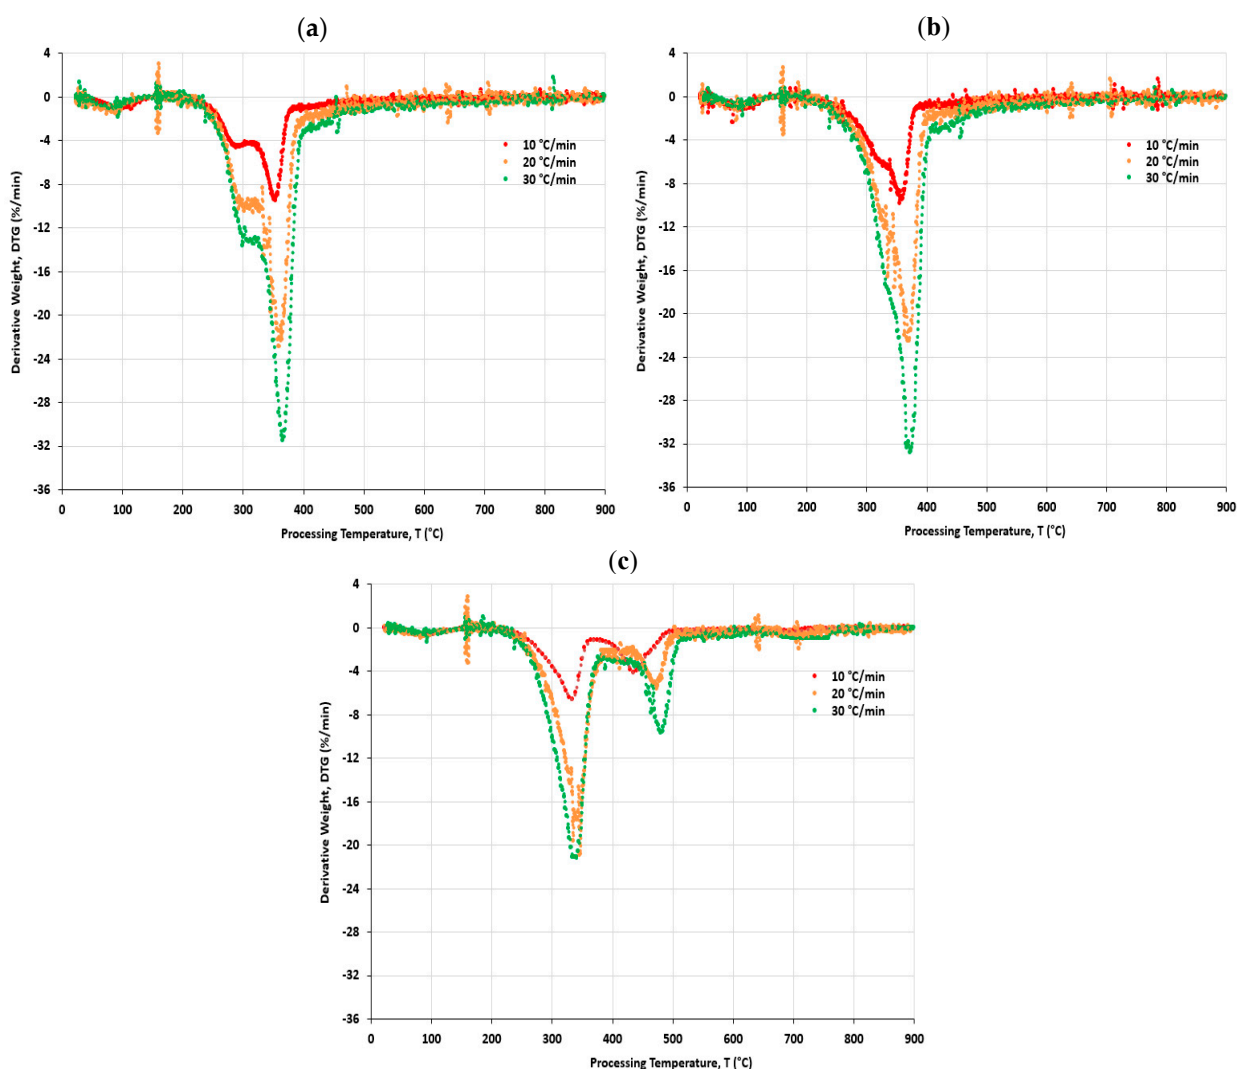 (a)
4
0
-4
-8
-12
-16
-20
-24
-28
-32
-36
Derivative Weight, DTG (%/min)
10 °C/min
20 °C/min
30 °C/min
0 100 200 300 400 500 600 700 800 900
Processing Temperature, T (°C)
(b)
4
0
-4
-8
-12
-16
-20
-24
-28
-32
-36
Derivative Weight, DTG (%/min)
10 °C/min
20 °C/min
30 °C/min
0 100 200 300 400 500 600 700 800 900
Processing Temperature, T (°C)
(c)
4
0
-4
-8
-12
-16
-20
-24
-28
-32
-36
Derivative Weight, DTG (%/min)
10 °C/min
20 °C/min
30 °C/min
0 100 200 300 400 500 600 700 800 900
Processing Temperature, T (°C)